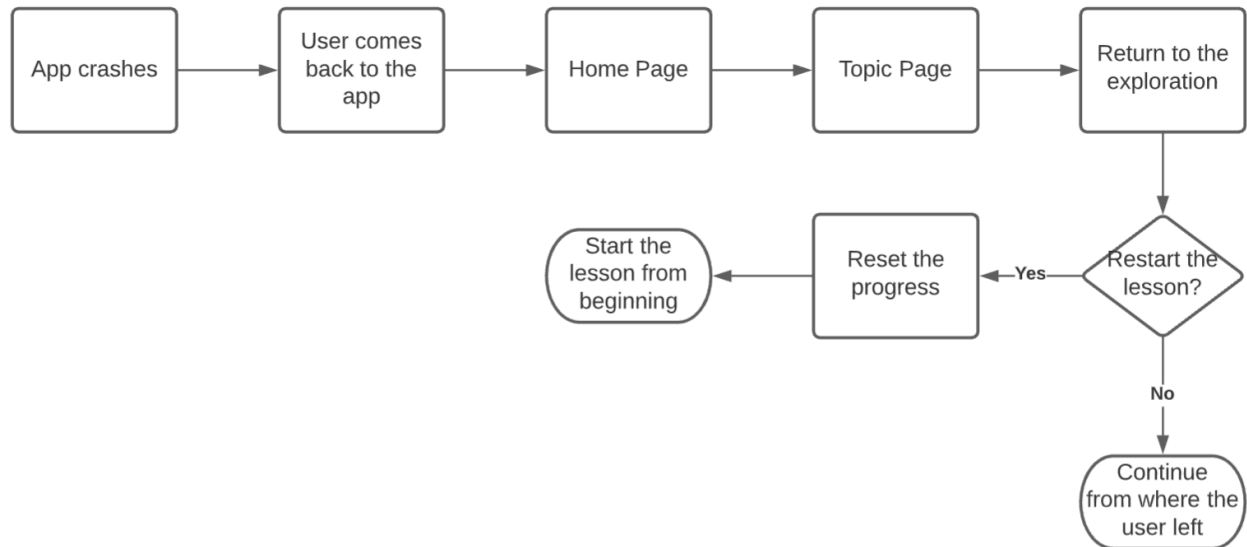 App crashes
User comes
back to the
app
Home Page
Topic Page
Return to the
exploration
Restart the
lesson?
Yes
Reset the
progress
Start the
lesson from
beginning
No
Continue
from where the
user left